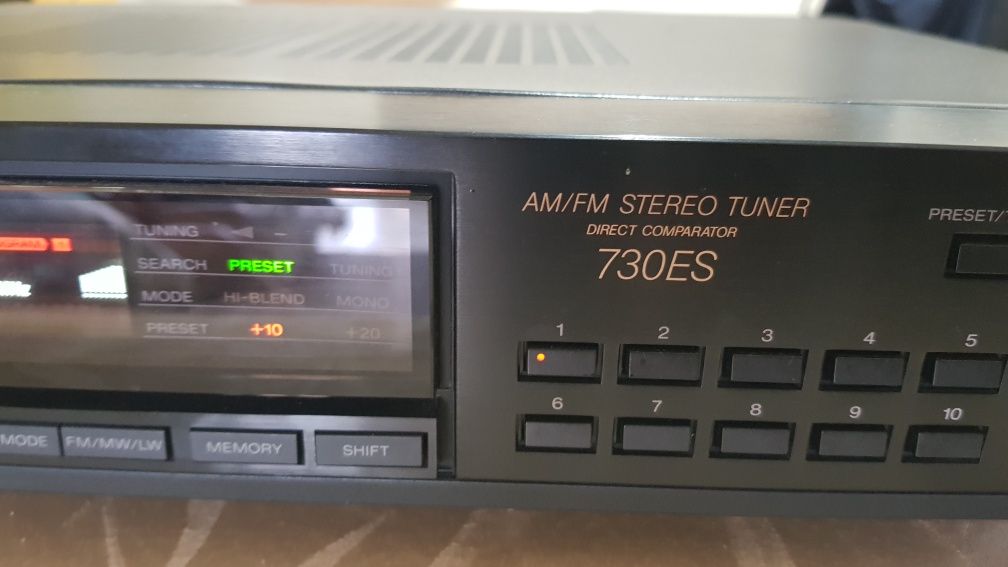 TUNING
SEARCH PRESET TUNING
MODE HI-BLEND MONO
PRESET +10 +20
AM/FM STEREO TUNER
DIRECT COMPARATOR
730ES
PRESET/
1 2 3 4 5
6 7 8 9 10
MODE FM/MW/LW MEMORY SHIFT